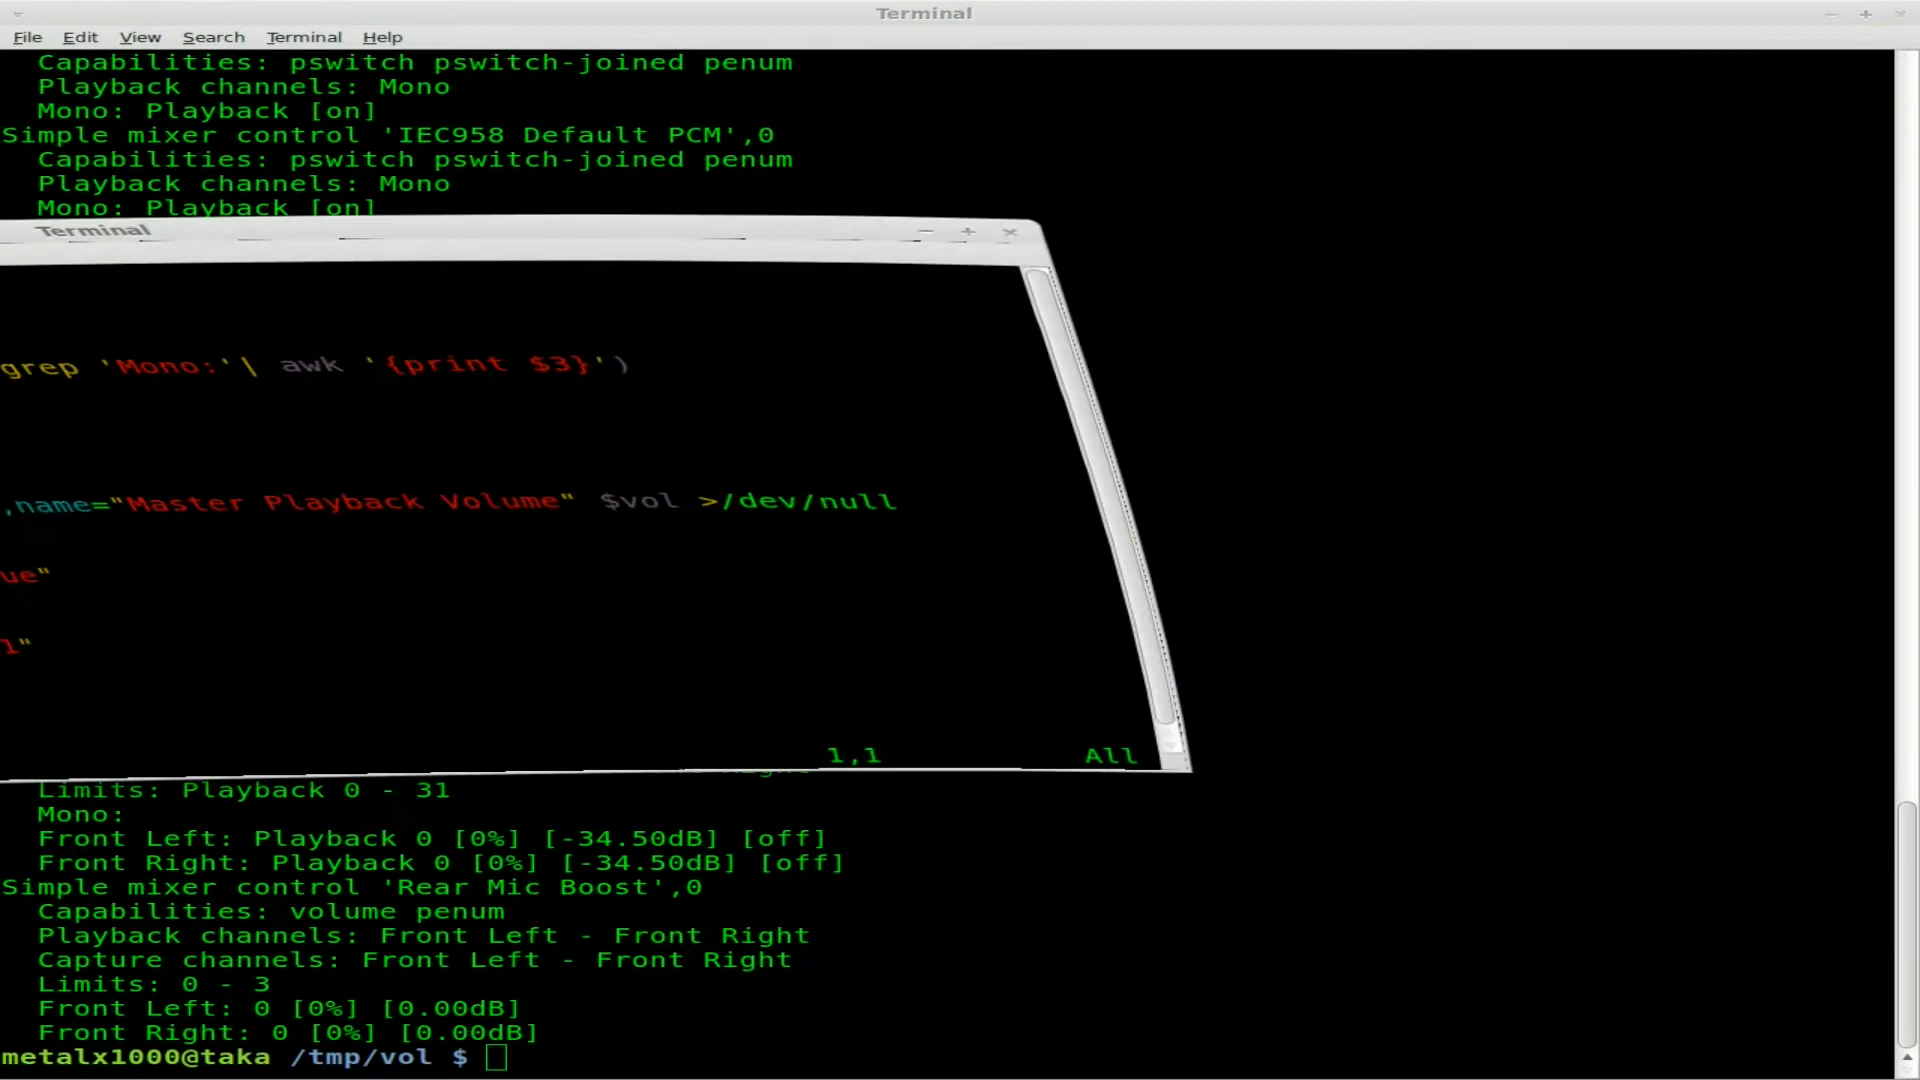 Terminal
File Edit View Search Terminal Help
Capabilities: pswitch pswitch-joined penum
Playback channels: Mono
Mono: Playback [on]
Simple mixer control 'IEC958 Default PCM',0
Capabilities: pswitch pswitch-joined penum
Playback channels: Mono
Mono: Playback [on]
Terminal
grep 'Mono:'\ awk '{print $3}')
,name="Master Playback Volume" $vol >/dev/null
ue"
l"
1,1 All
Limits: Playback 0 - 31
Mono:
Front Left: Playback 0 [0%] [-34.50dB] [off]
Front Right: Playback 0 [0%] [-34.50dB] [off]
Simple mixer control 'Rear Mic Boost',0
Capabilities: volume penum
Playback channels: Front Left - Front Right
Capture channels: Front Left - Front Right
Limits: 0 - 3
Front Left: 0 [0%] [0.00dB]
Front Right: 0 [0%] [0.00dB]
metalx1000@taka /tmp/vol $